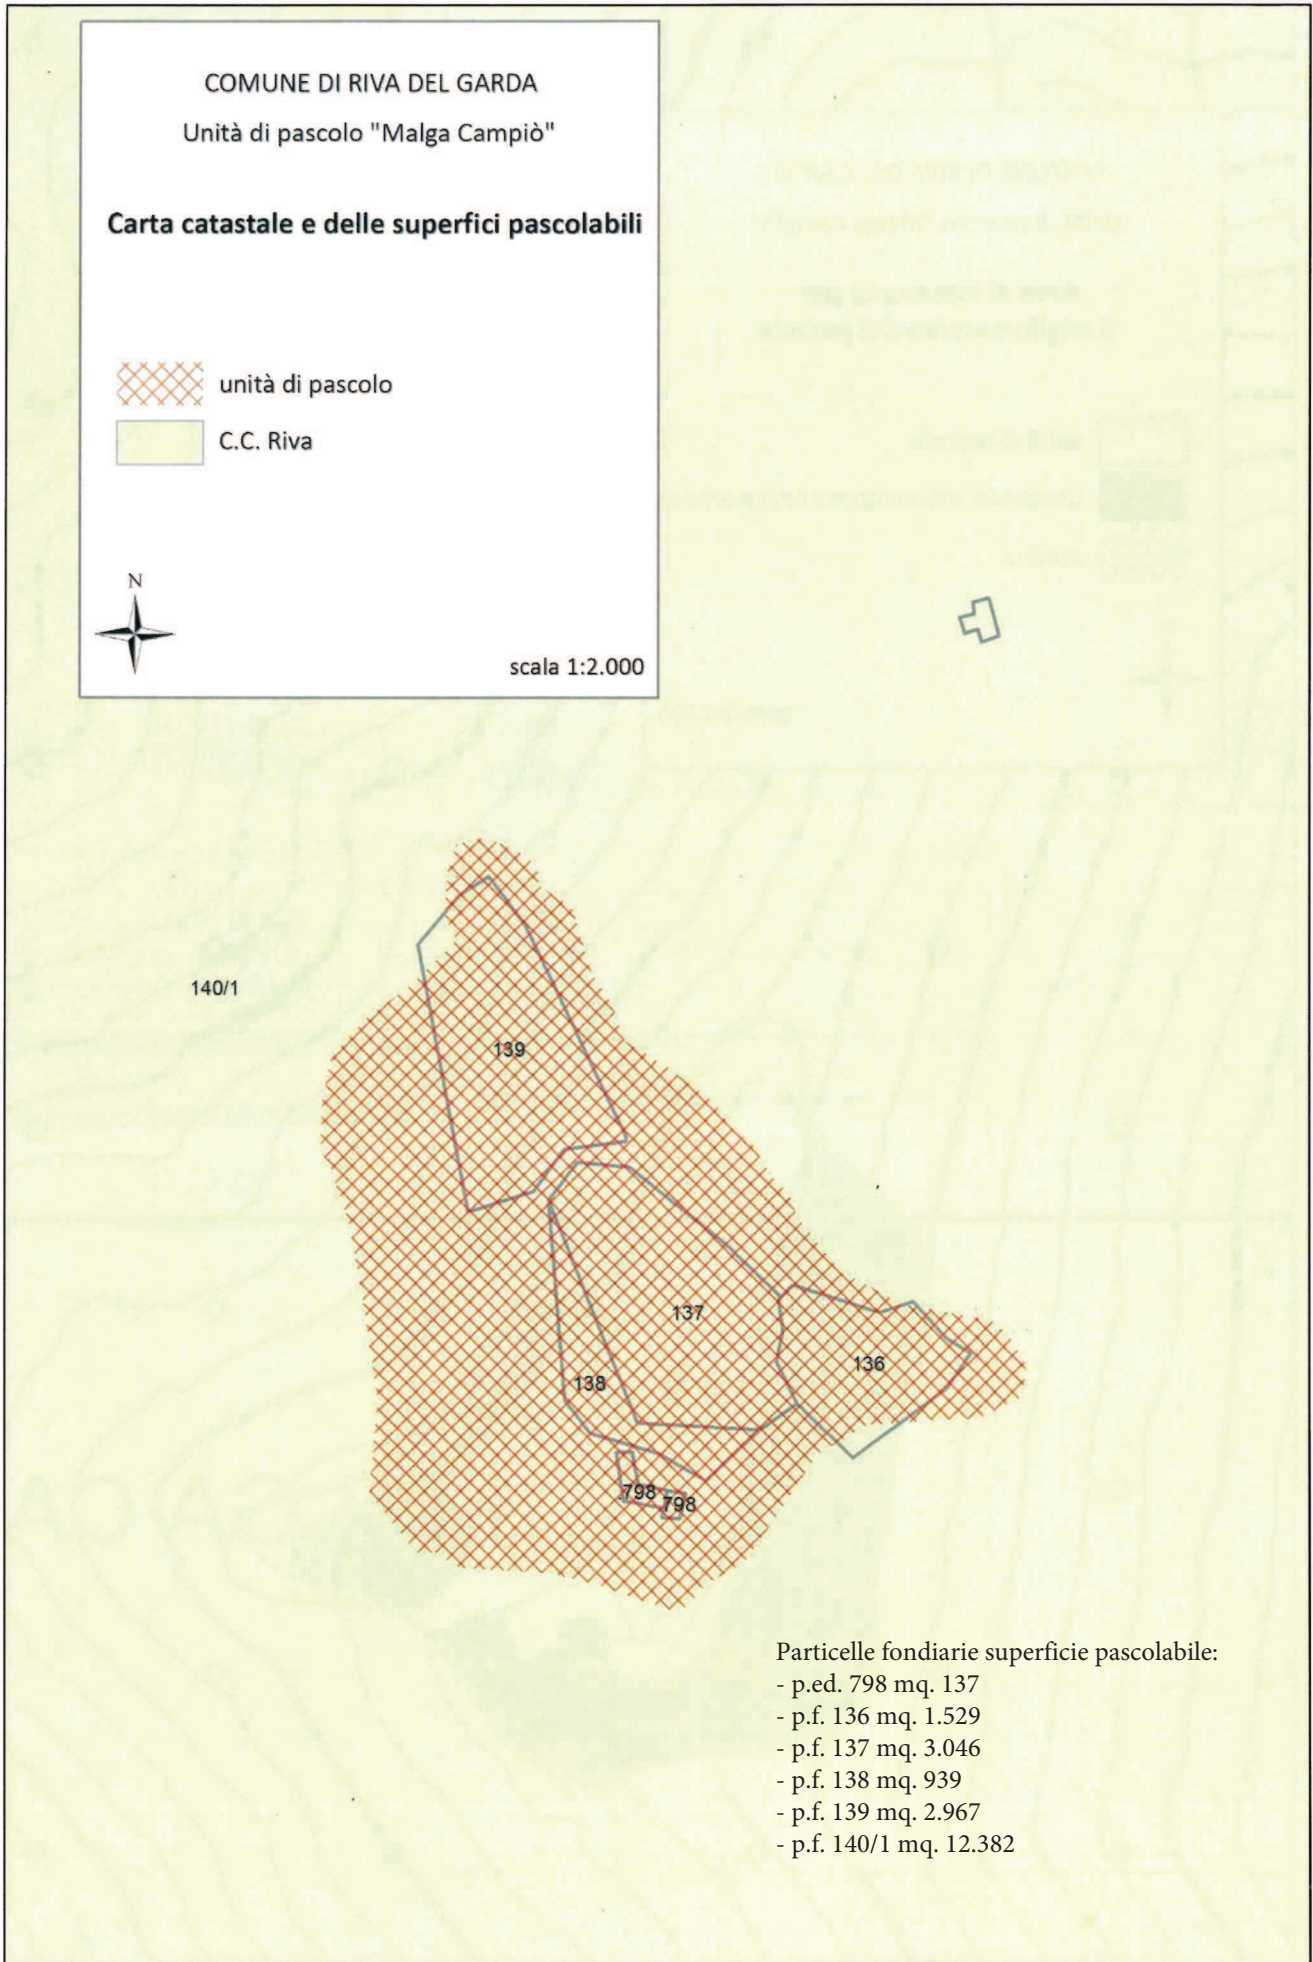 COMUNE DI RIVA DEL GARDA
Unità di pascolo "Malga Campiò"
Carta catastale e delle superfici pascolabili
unità di pascolo
C.C. Riva
N
scala 1:2.000
140/1
139
137
136
138
798
798
Particelle fondiarie superficie pascolabile:
- p.ed. 798 mq. 137
- p.f. 136 mq. 1.529
- p.f. 137 mq. 3.046
- p.f. 138 mq. 939
- p.f. 139 mq. 2.967
- p.f. 140/1 mq. 12.382